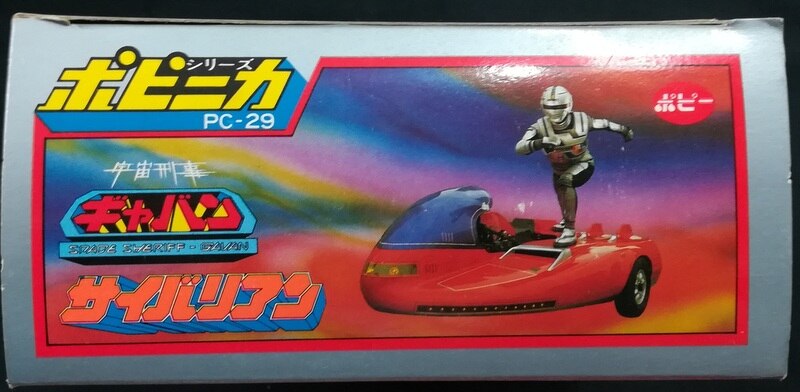 ポピニカ
シリーズ
PC-29
ポピー
宇宙刑事
ギャバン
SPACE SHERIFF - GAVAN
サイバリアン